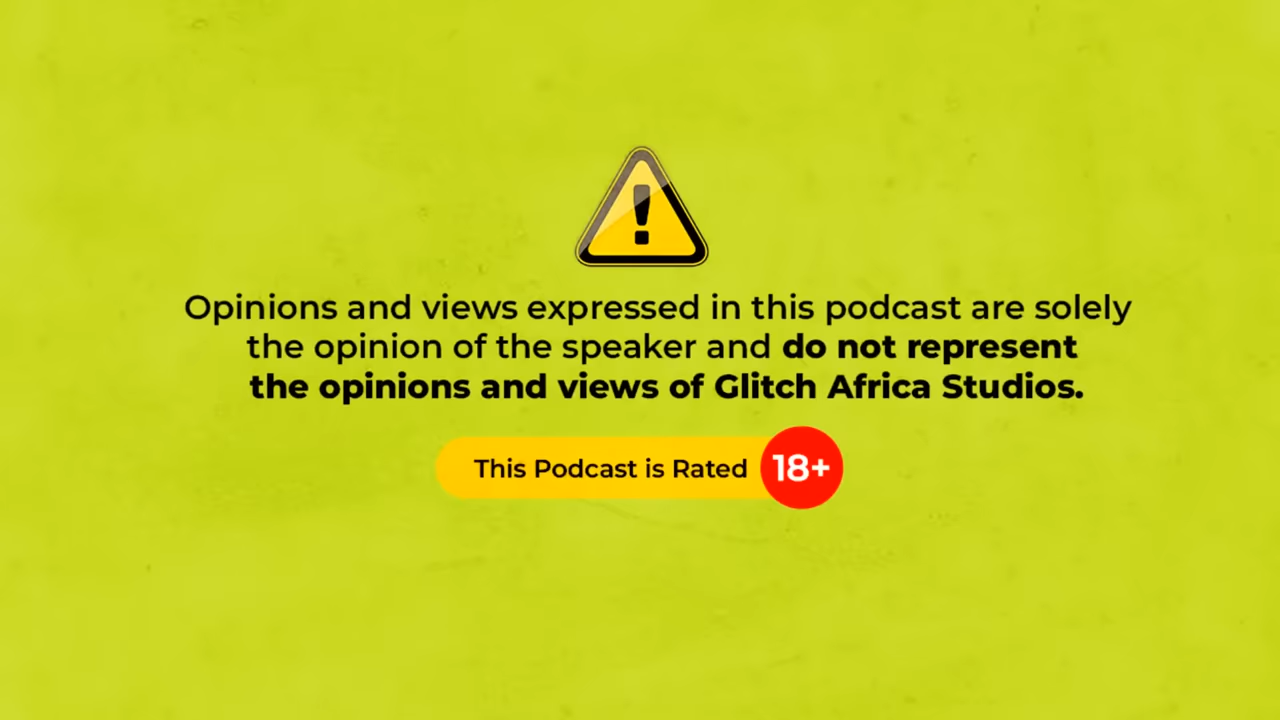 Opinions and views expressed in this podcast are solely
the opinion of the speaker and do not represent
the opinions and views of Glitch Africa Studios.
This Podcast is Rated 18+